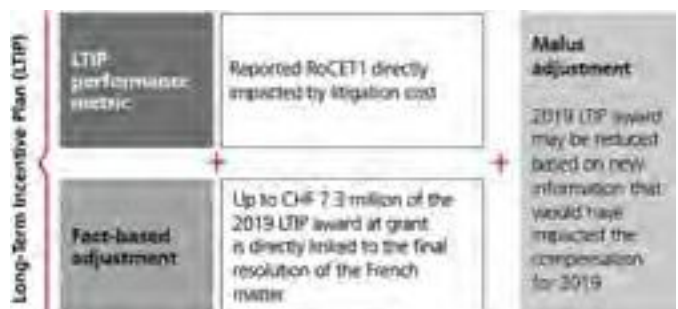 Long-Term Incentive Plan (LTIP)
LTIP
performance
metric
Reported RoCET1 directly
impacted by litigation cost
+
Fact-based
adjustment
Up to CHF 7.3 million of the
2019 LTIP award at grant
is directly linked to the final
resolution of the French
matter
+
Malus
adjustment
2019 LTIP award
may be reduced
based on new
information that
would have
impacted the
compensation
for 2019